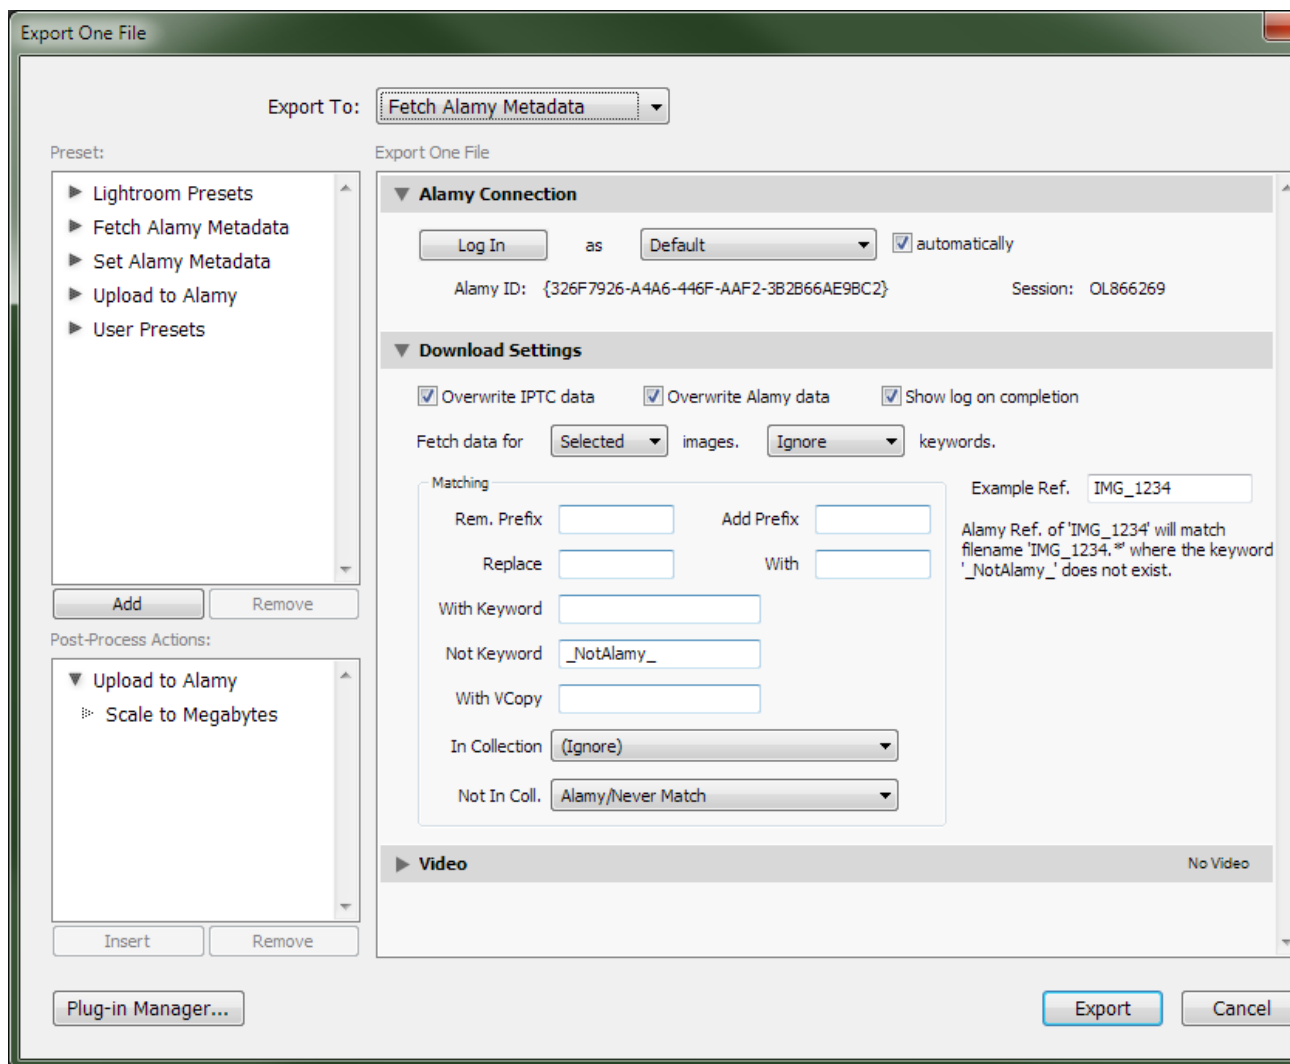 Export One File
Export To: Fetch Alamy Metadata
Preset:
Lightroom Presets
Fetch Alamy Metadata
Set Alamy Metadata
Upload to Alamy
User Presets
Add Remove
Post-Process Actions:
Upload to Alamy
Scale to Megabytes
Insert Remove
Export One File
Alamy Connection
Log In as Default automatically
Alamy ID: {326F7926-A4A6-446F-AAF2-3B2B66AE9BC2} Session: OL866269
Download Settings
Overwrite IPTC data Overwrite Alamy data Show log on completion
Fetch data for Selected images. Ignore keywords.
Matching
Rem. Prefix Add Prefix
Replace With
With Keyword
Not Keyword _NotAlamy_
With VCopy
In Collection (Ignore)
Not In Coll. Alamy/Never Match
Example Ref. IMG_1234
Alamy Ref. of 'IMG_1234' will match
filename 'IMG_1234.*' where the keyword
'_NotAlamy_' does not exist.
Video No Video
Plug-in Manager... Export Cancel